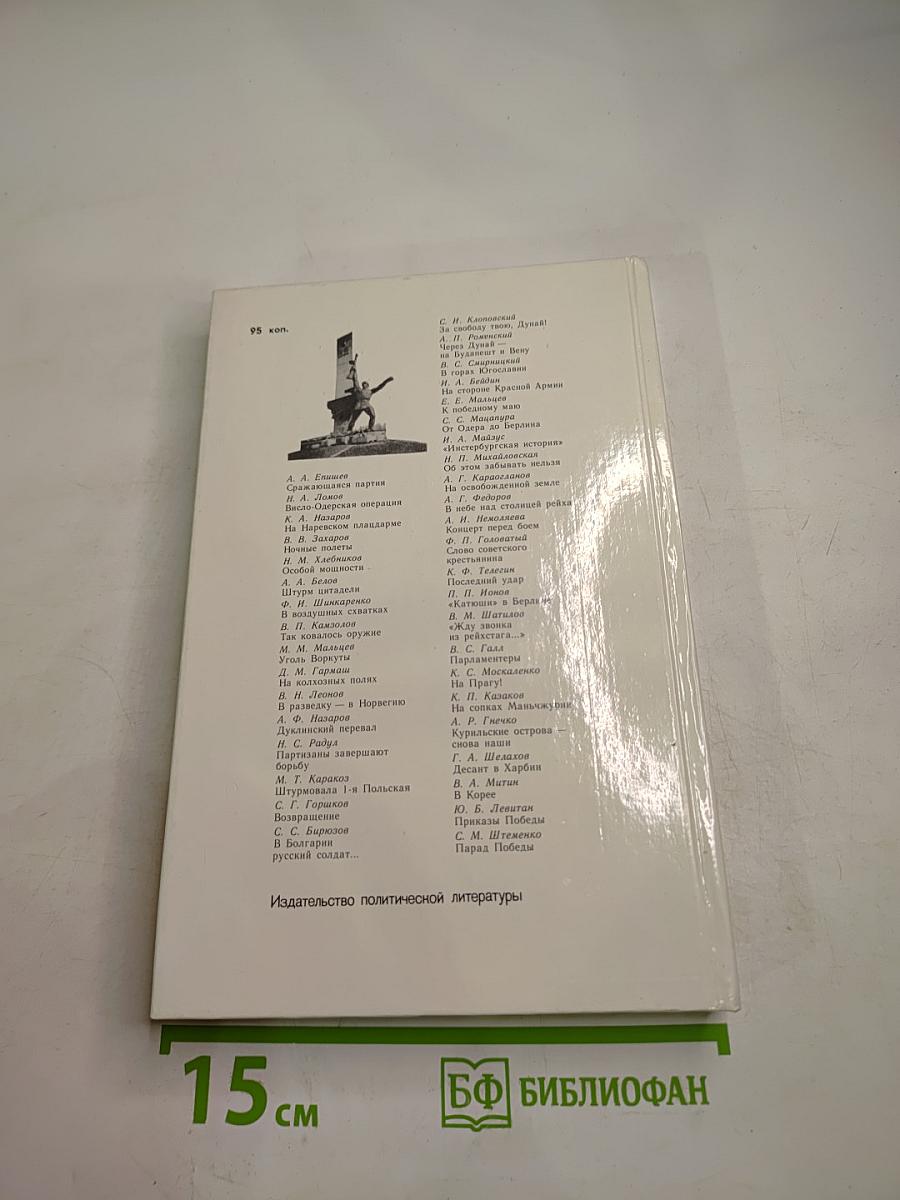 95 коп.
А. А. Епишев
Сражающаяся партия
Н. А. Ломов
Висло-Одерская операция
К. А. Назаров
На Наревском плацдарме
В. В. Захаров
Ночные полеты
Н. М. Хлебников
Особой мощности
А. А. Белов
Штурм цитадели
Ф. И. Шинкаренко
В воздушных схватках
В. П. Камзолов
Так ковалось оружие
М. М. Мальцев
Уголь Воркуты
Д. М. Гармаш
На колхозных полях
В. Н. Леонов
В разведку — в Норвегию
А. Ф. Назаров
Дуклинский перевал
Н. С. Радул
Партизаны завершают
борьбу
М. Т. Каракоз
Штурмовала 1-я Польская
С. Г. Горшков
Возвращение
С. С. Бирюзов
В Болгарии
русский солдат...
С. И. Клоповский
За свободу твою, Дунай!
А. П. Роменский
Через Дунай —
на Будапешт и Вену
В. С. Смирницкий
В горах Югославии
И. А. Бейдин
На стороне Красной Армии
Е. Е. Мальцев
К победному маю
С. С. Мацапура
От Одера до Берлина
И. А. Майзус
«Инстербургская история»
Н. П. Михайловская
Об этом забывать нельзя
А. Г. Караогланов
На освобожденной земле
А. Г. Федоров
В небе над столицей рейха
А. И. Немоляева
Концерт перед боем
Ф. П. Головатый
Слово советского
крестьянина
К. Ф. Телегин
Последний удар
П. П. Ионов
«Катюши» в Берлине
В. М. Шатилов
«Жду звонка
из рейхстага...»
В. С. Галл
Парламентеры
К. С. Москаленко
На Прагу!
К. П. Казаков
На сопках Маньчжурии
А. Р. Гнечко
Курильские острова —
снова наши
Г. А. Шелахов
Десант в Харбин
В. А. Митин
В Корее
Ю. Б. Левитан
Приказы Победы
С. М. Штеменко
Парад Победы
Издательство политической литературы
15 см
БФ БИБЛИОФАН